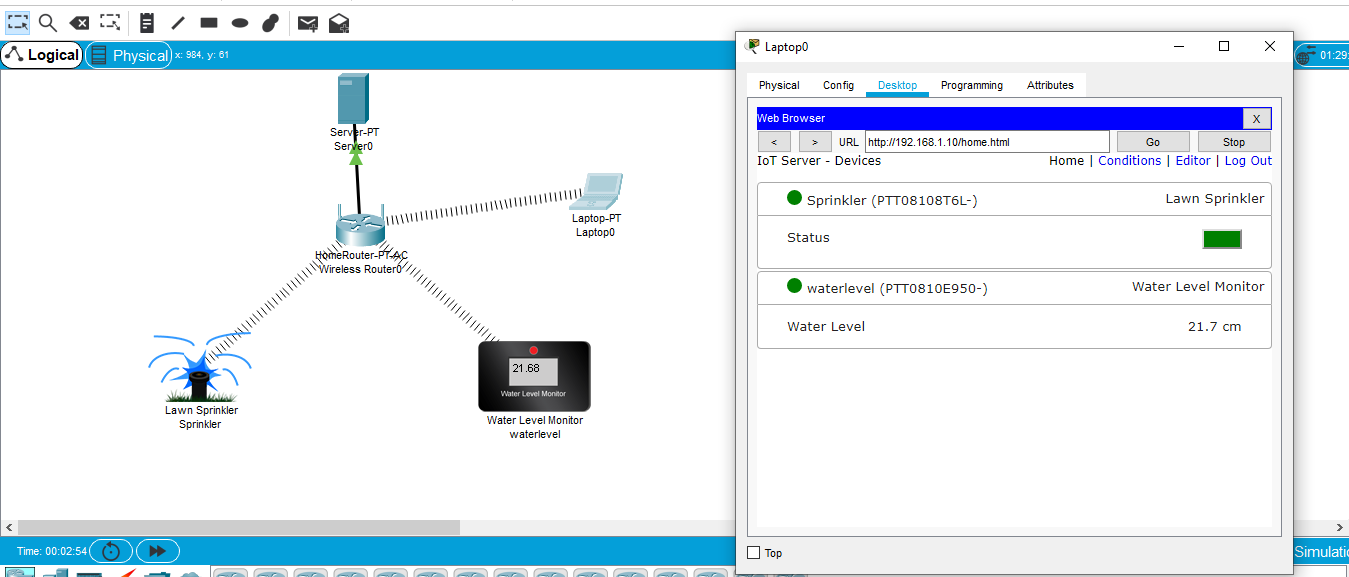 Logical
Physical
x: 984, y: 61
01:29:
Server-PT
Server0
Laptop-PT
Laptop0
HomeRouter-PT-AC
Wireless Router0
21.68
Water Level Monitor
Lawn Sprinkler
Sprinkler
Water Level Monitor
waterlevel
Time: 00:02:54
Simulatio
Laptop0
Physical Config Desktop Programming Attributes
Web Browser X
< > URL http://192.168.1.10/home.html Go Stop
IoT Server - Devices Home | Conditions | Editor | Log Out
Sprinkler (PTT08108T6L-) Lawn Sprinkler
Status
waterlevel (PTT0810E950-) Water Level Monitor
Water Level 21.7 cm
Top